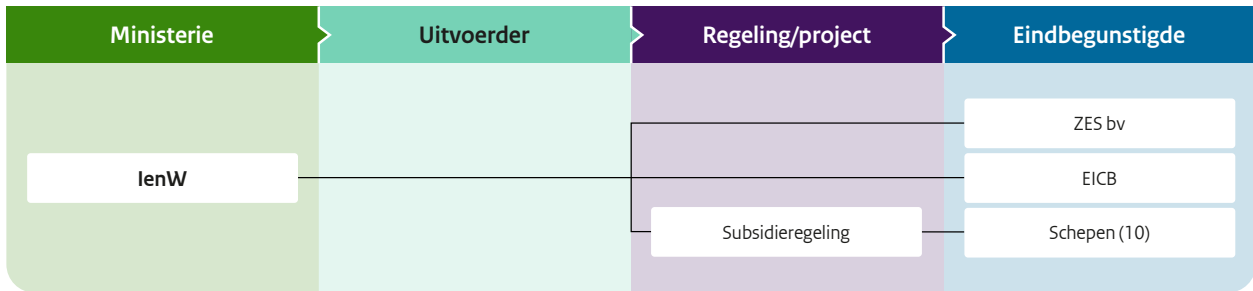 Ministerie
Uitvoerder
Regeling/project
Eindbegunstigde
ZES bv
IenW
EICB
Subsidieregeling
Schepen (10)